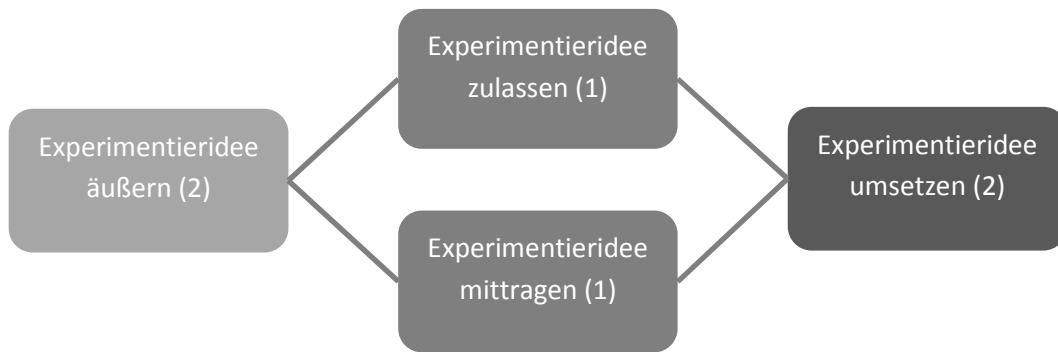 Experimentieridee
äußern (2)
Experimentieridee
zulassen (1)
Experimentieridee
mittragen (1)
Experimentieridee
umsetzen (2)